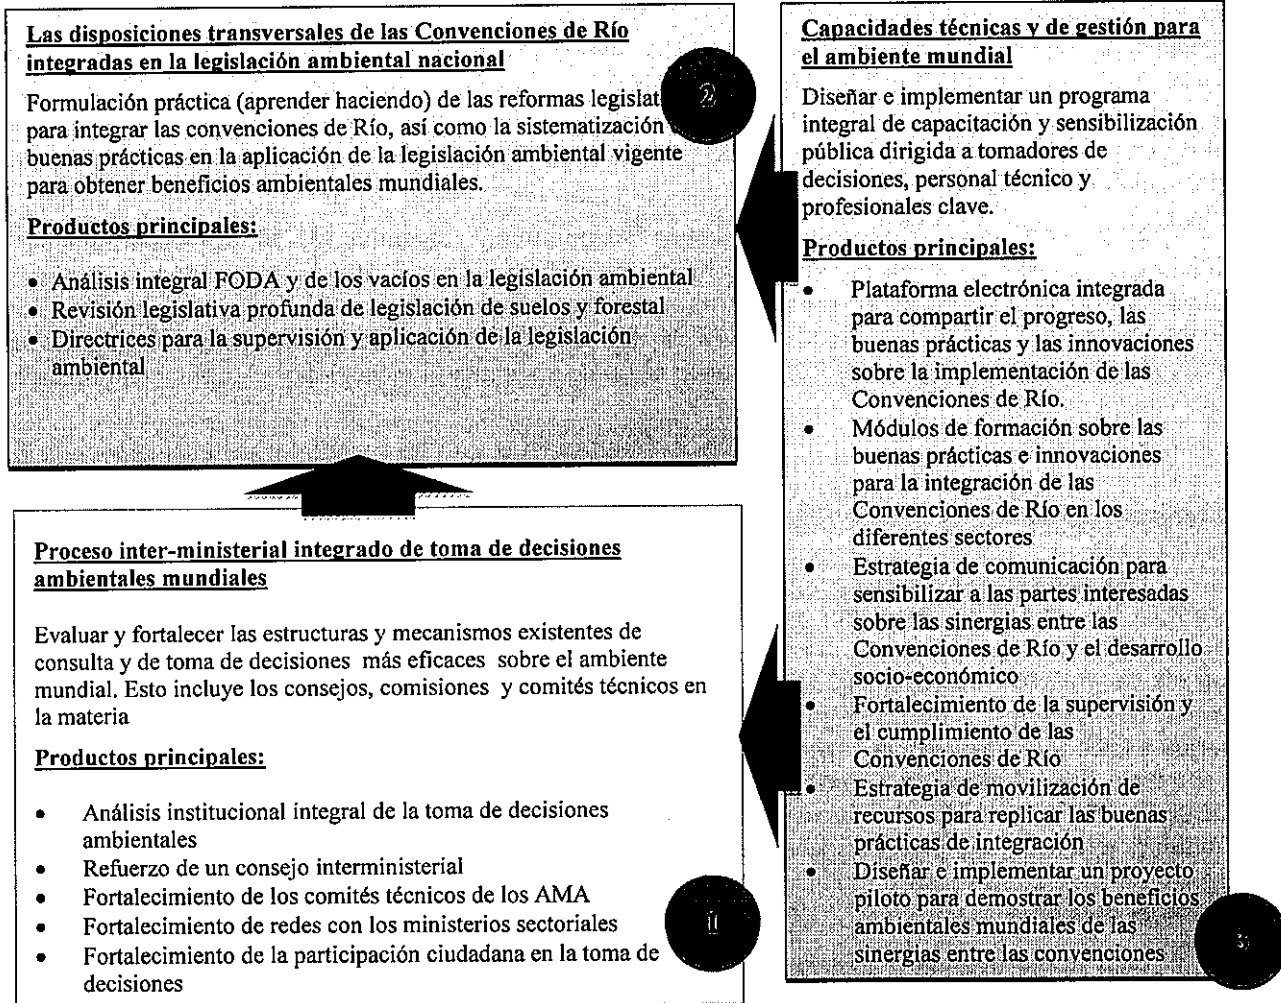 Las disposiciones transversales de las Convenciones de Río
integradas en la legislación ambiental nacional
Formulación práctica (aprender haciendo) de las reformas
para integrar las convenciones de Río, así como la sistematización
buenas prácticas en la aplicación de la legislación ambiental vigente
para obtener beneficios ambientales mundiales.
Productos principales:
• Análisis integral FODA y de los vacíos en la legislación ambiental
• Revisión legislativa profunda de legislación de suelos y forestal
• Directrices para la supervisión y aplicación de la legislación
ambiental
2
Proceso inter-ministerial integrado de toma de decisiones
ambientales mundiales
Evaluar y fortalecer las estructuras y mecanismos existentes de
consulta y de toma de decisiones más eficaces sobre el ambiente
mundial. Esto incluye los consejos, comisiones y comités técnicos en
la materia
Productos principales:
• Análisis institucional integral de la toma de decisiones
ambientales
• Refuerzo de un consejo interministerial
• Fortalecimiento de los comités técnicos de los AMA
• Fortalecimiento de redes con los ministerios sectoriales
• Fortalecimiento de la participación ciudadana en la toma de
decisiones
1
Capacidades técnicas y de gestión para
el ambiente mundial
Diseñar e implementar un programa
integral de capacitación y sensibilización
pública dirigida a tomadores de
decisiones, personal técnico y
profesionales clave.
Productos principales:
• Plataforma electrónica integrada
para compartir el progreso, las
buenas prácticas y las innovaciones
sobre la implementación de las
Convenciones de Río.
• Módulos de formación sobre las
buenas prácticas e innovaciones
para la integración de las
Convenciones de Río en los
diferentes sectores
• Estrategia de comunicación para
sensibilizar a las partes interesadas
sobre las sinergias entre las
Convenciones de Río y el desarrollo
socio-económico
• Fortalecimiento de la supervisión y
el cumplimiento de las
Convenciones de Río
• Estrategia de movilización de
recursos para replicar las buenas
prácticas de integración
• Diseñar e implementar un proyecto
piloto para demostrar los beneficios
ambientales mundiales de las
sinergias entre las convenciones
3